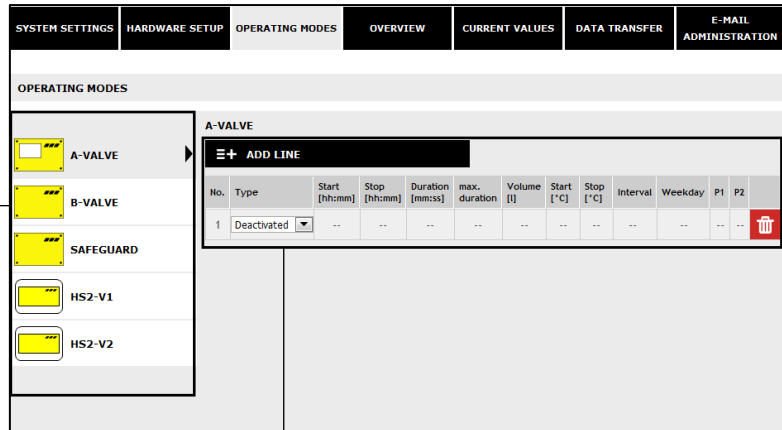 SYSTEM SETTINGS HARDWARE SETUP OPERATING MODES OVERVIEW CURRENT VALUES DATA TRANSFER E-MAIL ADMINISTRATION
OPERATING MODES
A-VALVE
B-VALVE
SAFEGUARD
HS2-V1
HS2-V2
A-VALVE
ADD LINE
No. Type Start [hh:mm] Stop [hh:mm] Duration [mm:ss] max. duration Volume [l] Start [°C] Stop [°C] Interval Weekday P1 P2
1 Deactivated -- -- -- -- -- -- -- -- -- -- --